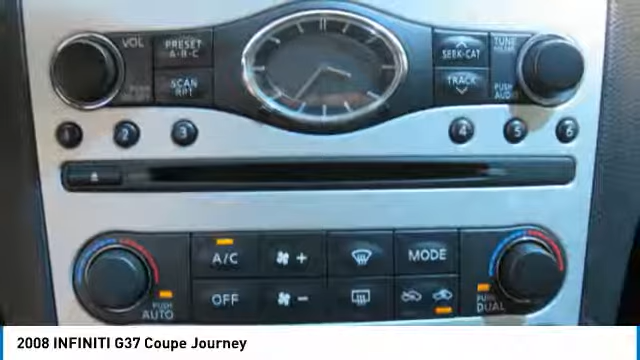 VOL
PRESET
A·B·C
SCAN
RPT
SEEK·CAT
TRACK
TUNE
PUSH
AUDIO
1
2
3
4
5
6
A/C
+
MODE
OFF
-
PUSH
AUTO
PUSH
DUAL
2008 INFINITI G37 Coupe Journey